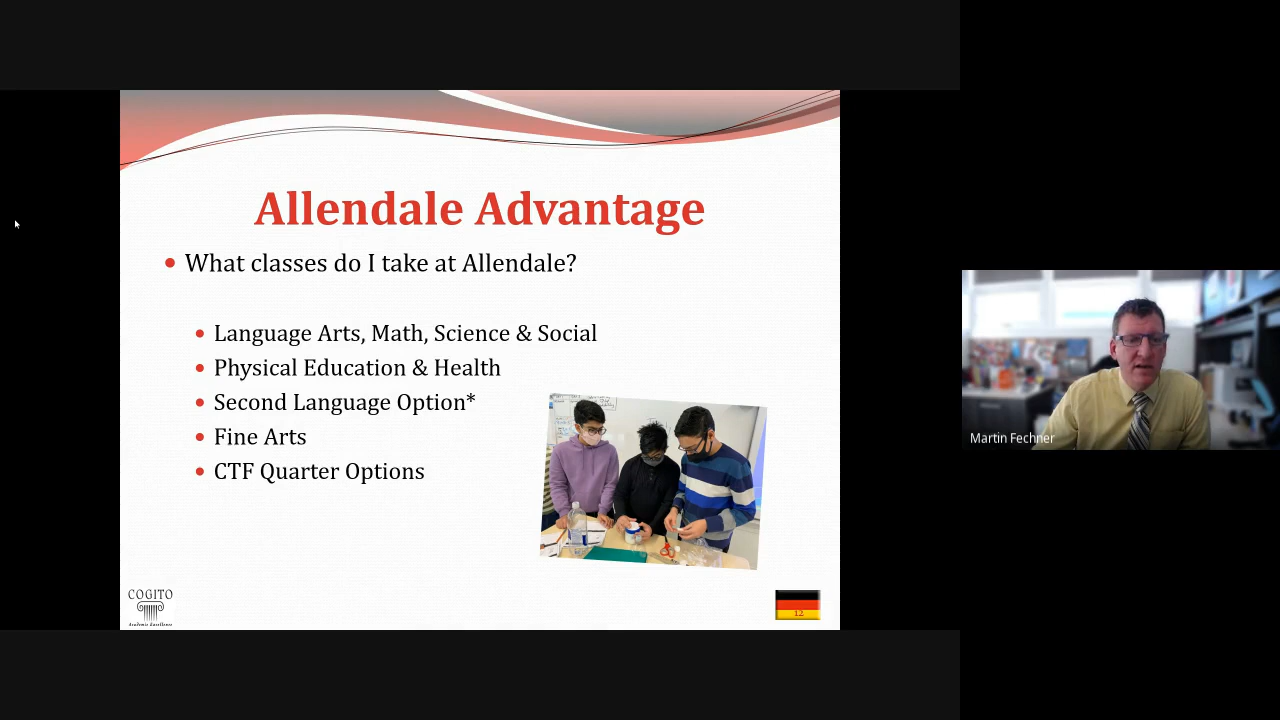 Allendale Advantage
What classes do I take at Allendale?
Language Arts, Math, Science & Social
Physical Education & Health
Second Language Option*
Fine Arts
CTF Quarter Options
COGITO
Academic Excellence
12
Martin Fechner